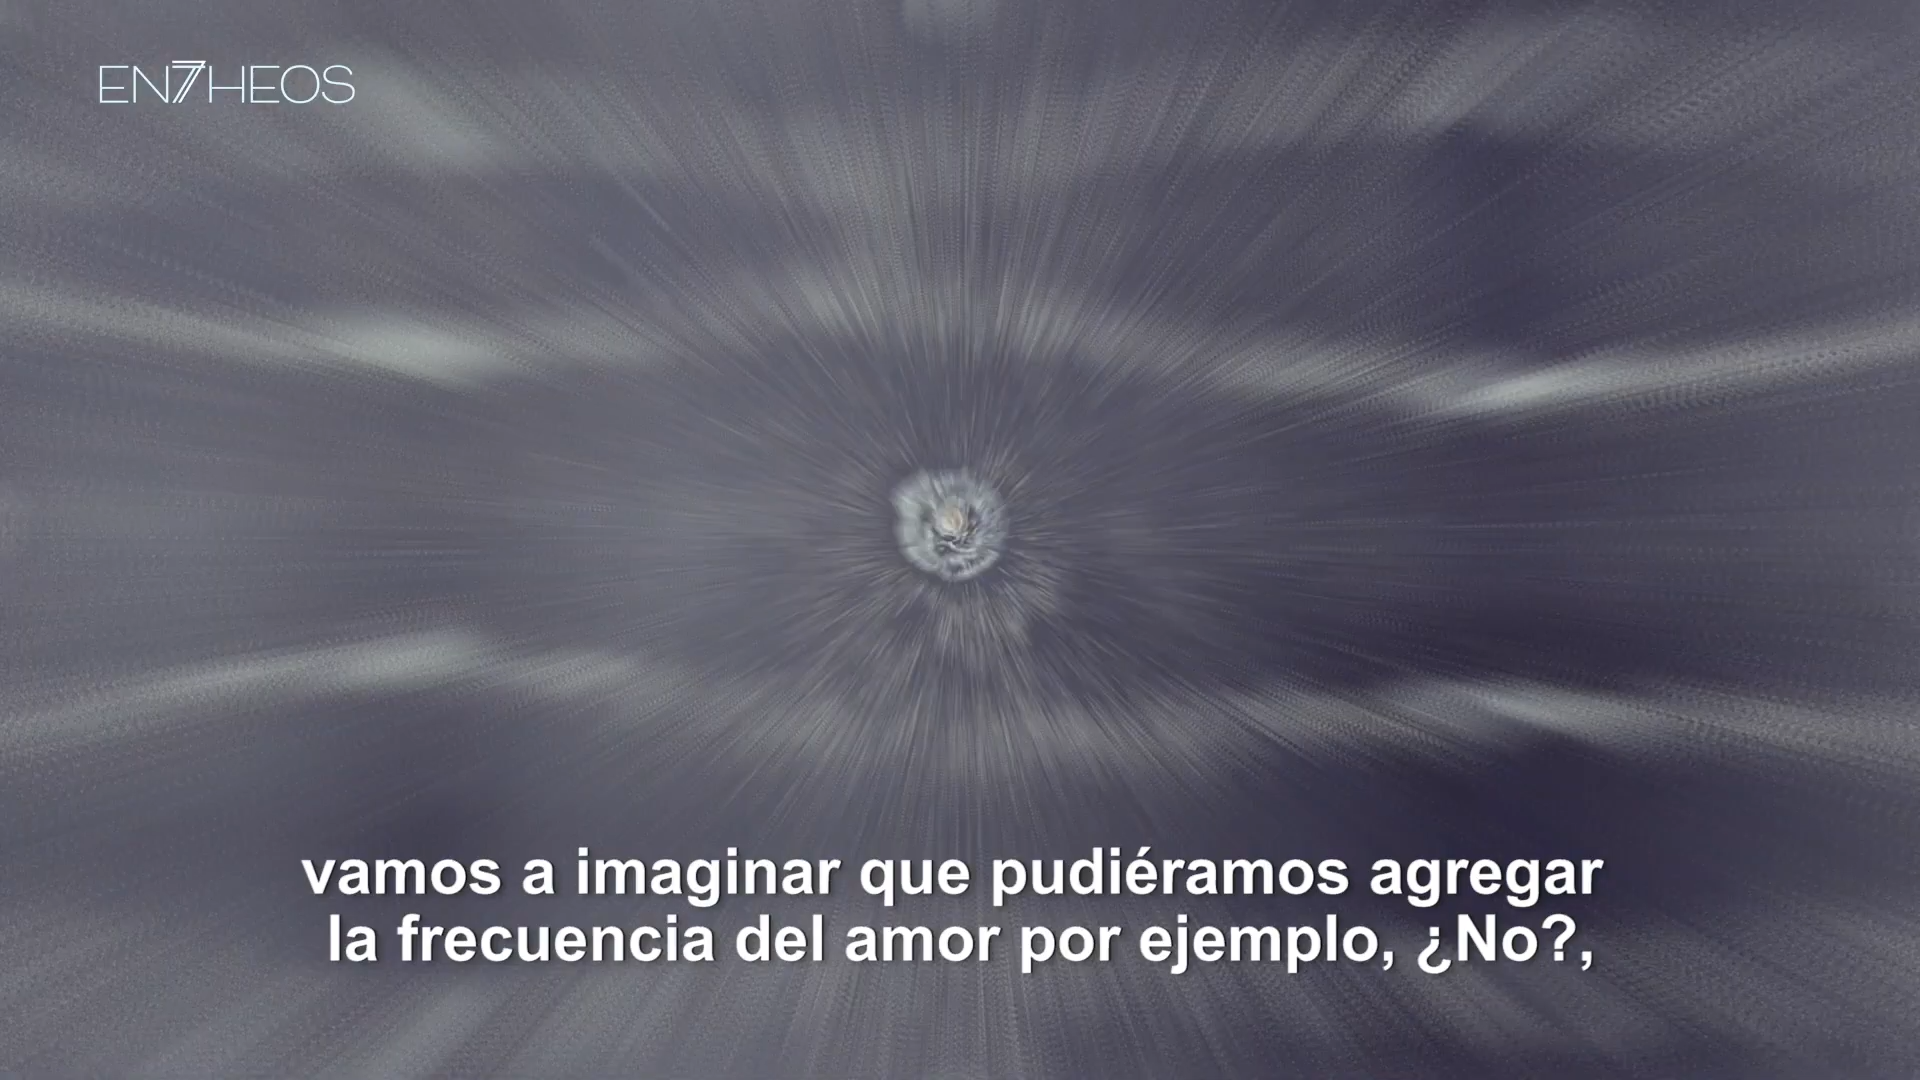 EN7HEOS
vamos a imaginar que pudiéramos agregar
la frecuencia del amor por ejemplo, ¿No?,